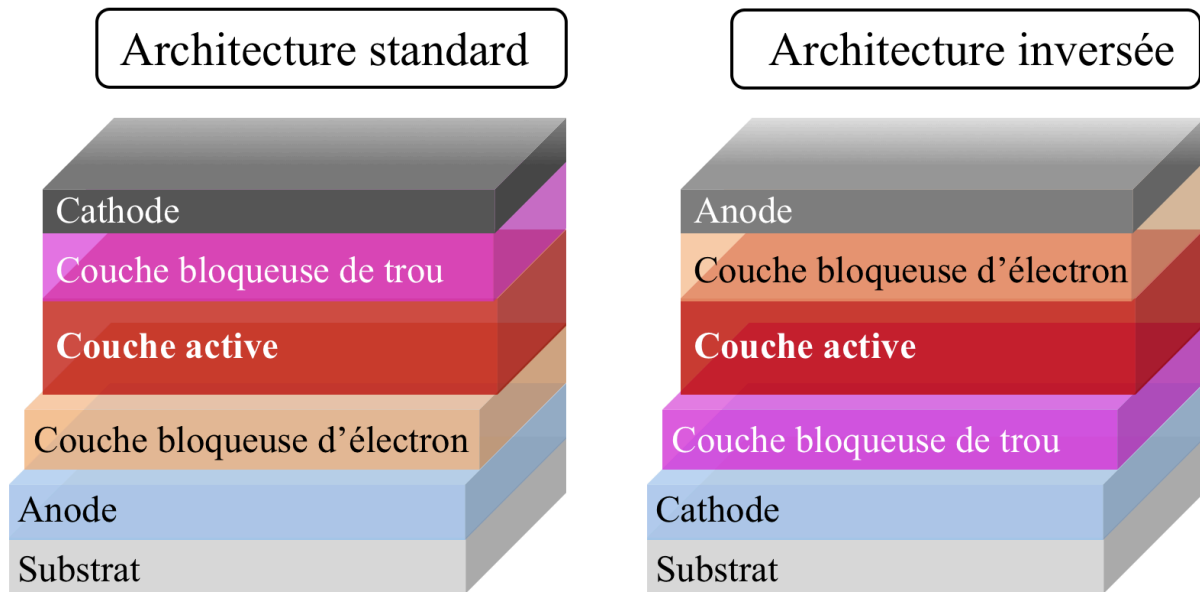 Architecture standard
Cathode
Couche bloqueuse de trou
Couche active
Couche bloqueuse d’électron
Anode
Substrat
Architecture inversée
Anode
Couche bloqueuse d’électron
Couche active
Couche bloqueuse de trou
Cathode
Substrat